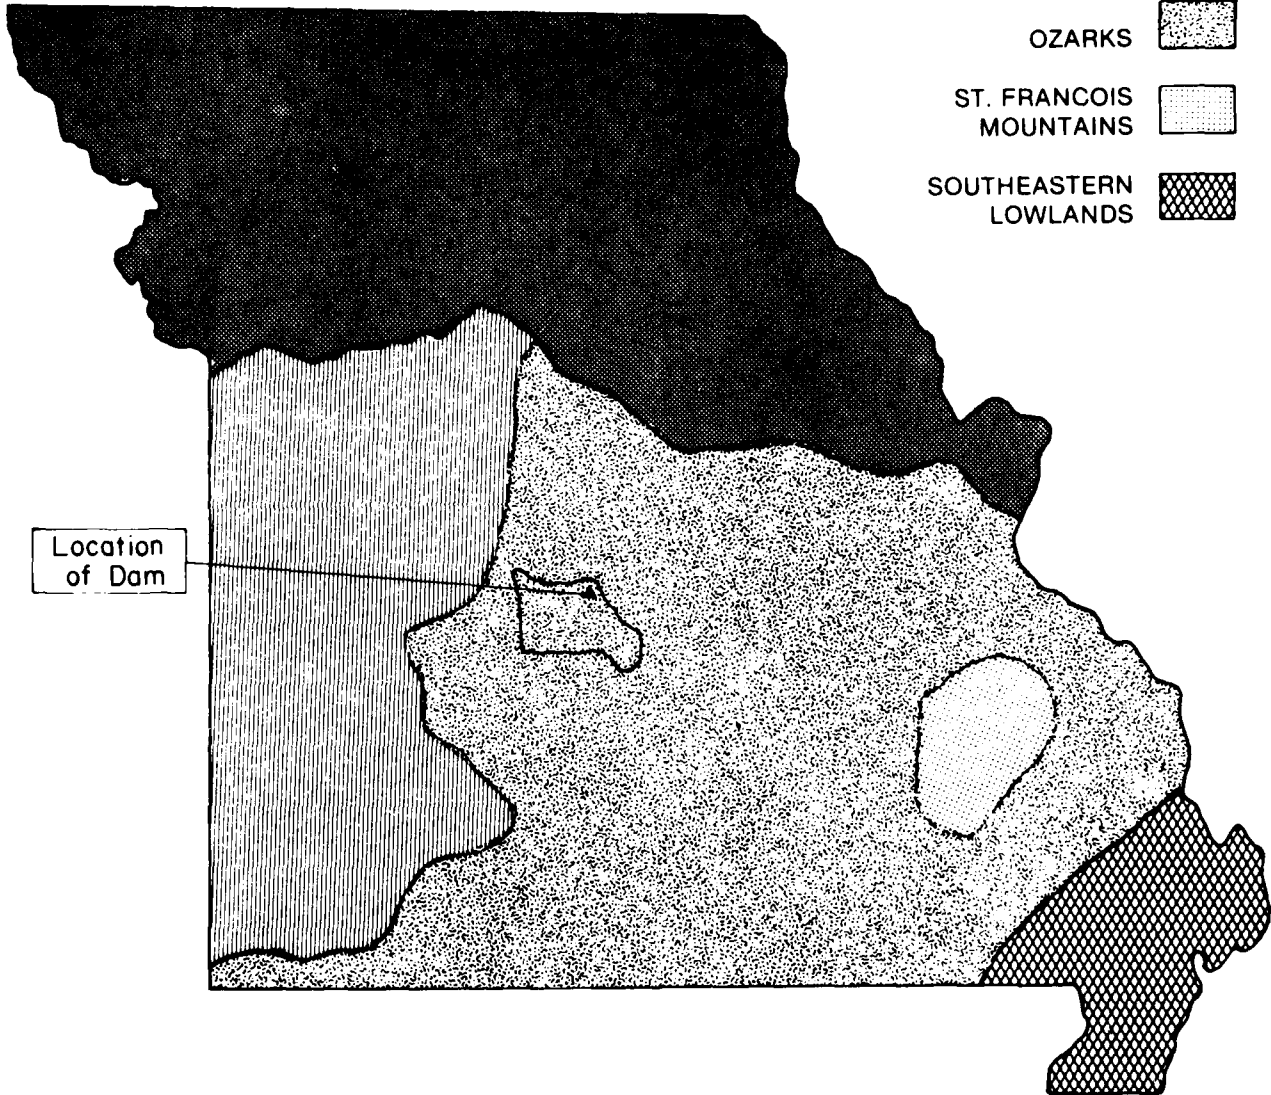 OZARKS
ST. FRANCOIS
MOUNTAINS
SOUTHEASTERN
LOWLANDS
Location
of Dam